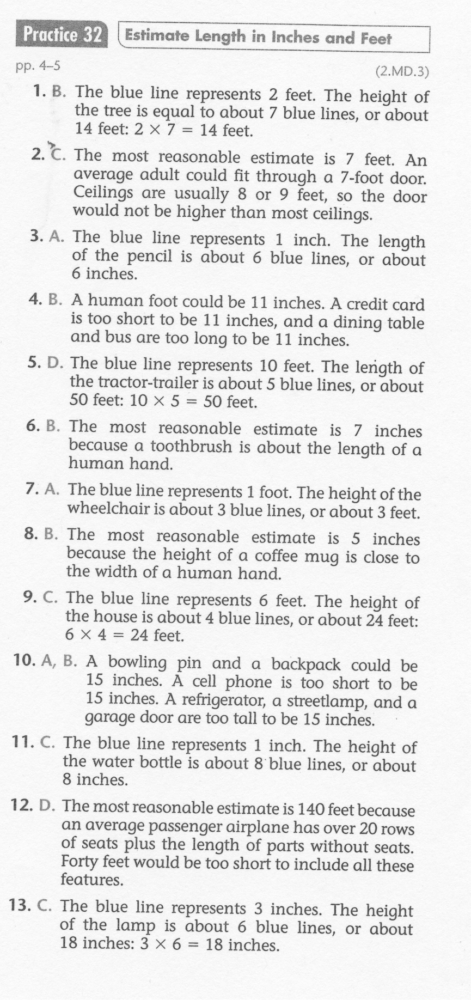 Practice 32 Estimate Length in Inches and Feet
pp. 4–5 (2.MD.3)
1. B. The blue line represents 2 feet. The height of
the tree is equal to about 7 blue lines, or about
14 feet: 2 × 7 = 14 feet.
2. C. The most reasonable estimate is 7 feet. An
average adult could fit through a 7-foot door.
Ceilings are usually 8 or 9 feet, so the door
would not be higher than most ceilings.
3. A. The blue line represents 1 inch. The length
of the pencil is about 6 blue lines, or about
6 inches.
4. B. A human foot could be 11 inches. A credit card
is too short to be 11 inches, and a dining table
and bus are too long to be 11 inches.
5. D. The blue line represents 10 feet. The length of
the tractor-trailer is about 5 blue lines, or about
50 feet: 10 × 5 = 50 feet.
6. B. The most reasonable estimate is 7 inches
because a toothbrush is about the length of a
human hand.
7. A. The blue line represents 1 foot. The height of the
wheelchair is about 3 blue lines, or about 3 feet.
8. B. The most reasonable estimate is 5 inches
because the height of a coffee mug is close to
the width of a human hand.
9. C. The blue line represents 6 feet. The height of
the house is about 4 blue lines, or about 24 feet:
6 × 4 = 24 feet.
10. A, B. A bowling pin and a backpack could be
15 inches. A cell phone is too short to be
15 inches. A refrigerator, a streetlamp, and a
garage door are too tall to be 15 inches.
11. C. The blue line represents 1 inch. The height of
the water bottle is about 8 blue lines, or about
8 inches.
12. D. The most reasonable estimate is 140 feet because
an average passenger airplane has over 20 rows
of seats plus the length of parts without seats.
Forty feet would be too short to include all these
features.
13. C. The blue line represents 3 inches. The height
of the lamp is about 6 blue lines, or about
18 inches: 3 × 6 = 18 inches.